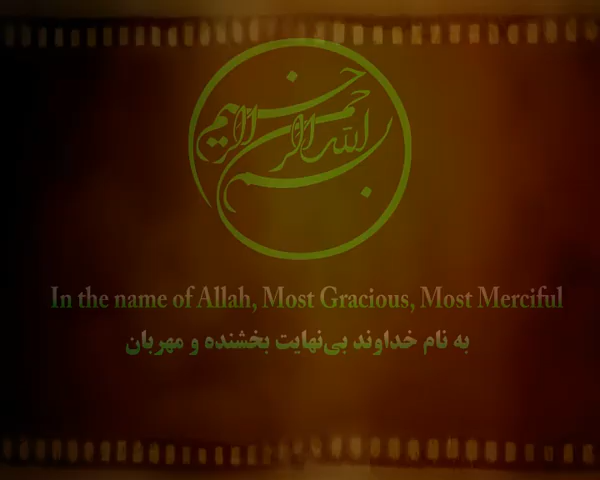 بسم الله الرحمن الرحیم
In the name of Allah, Most Gracious, Most Merciful
به نام خداوند بی‌نهایت بخشنده و مهربان